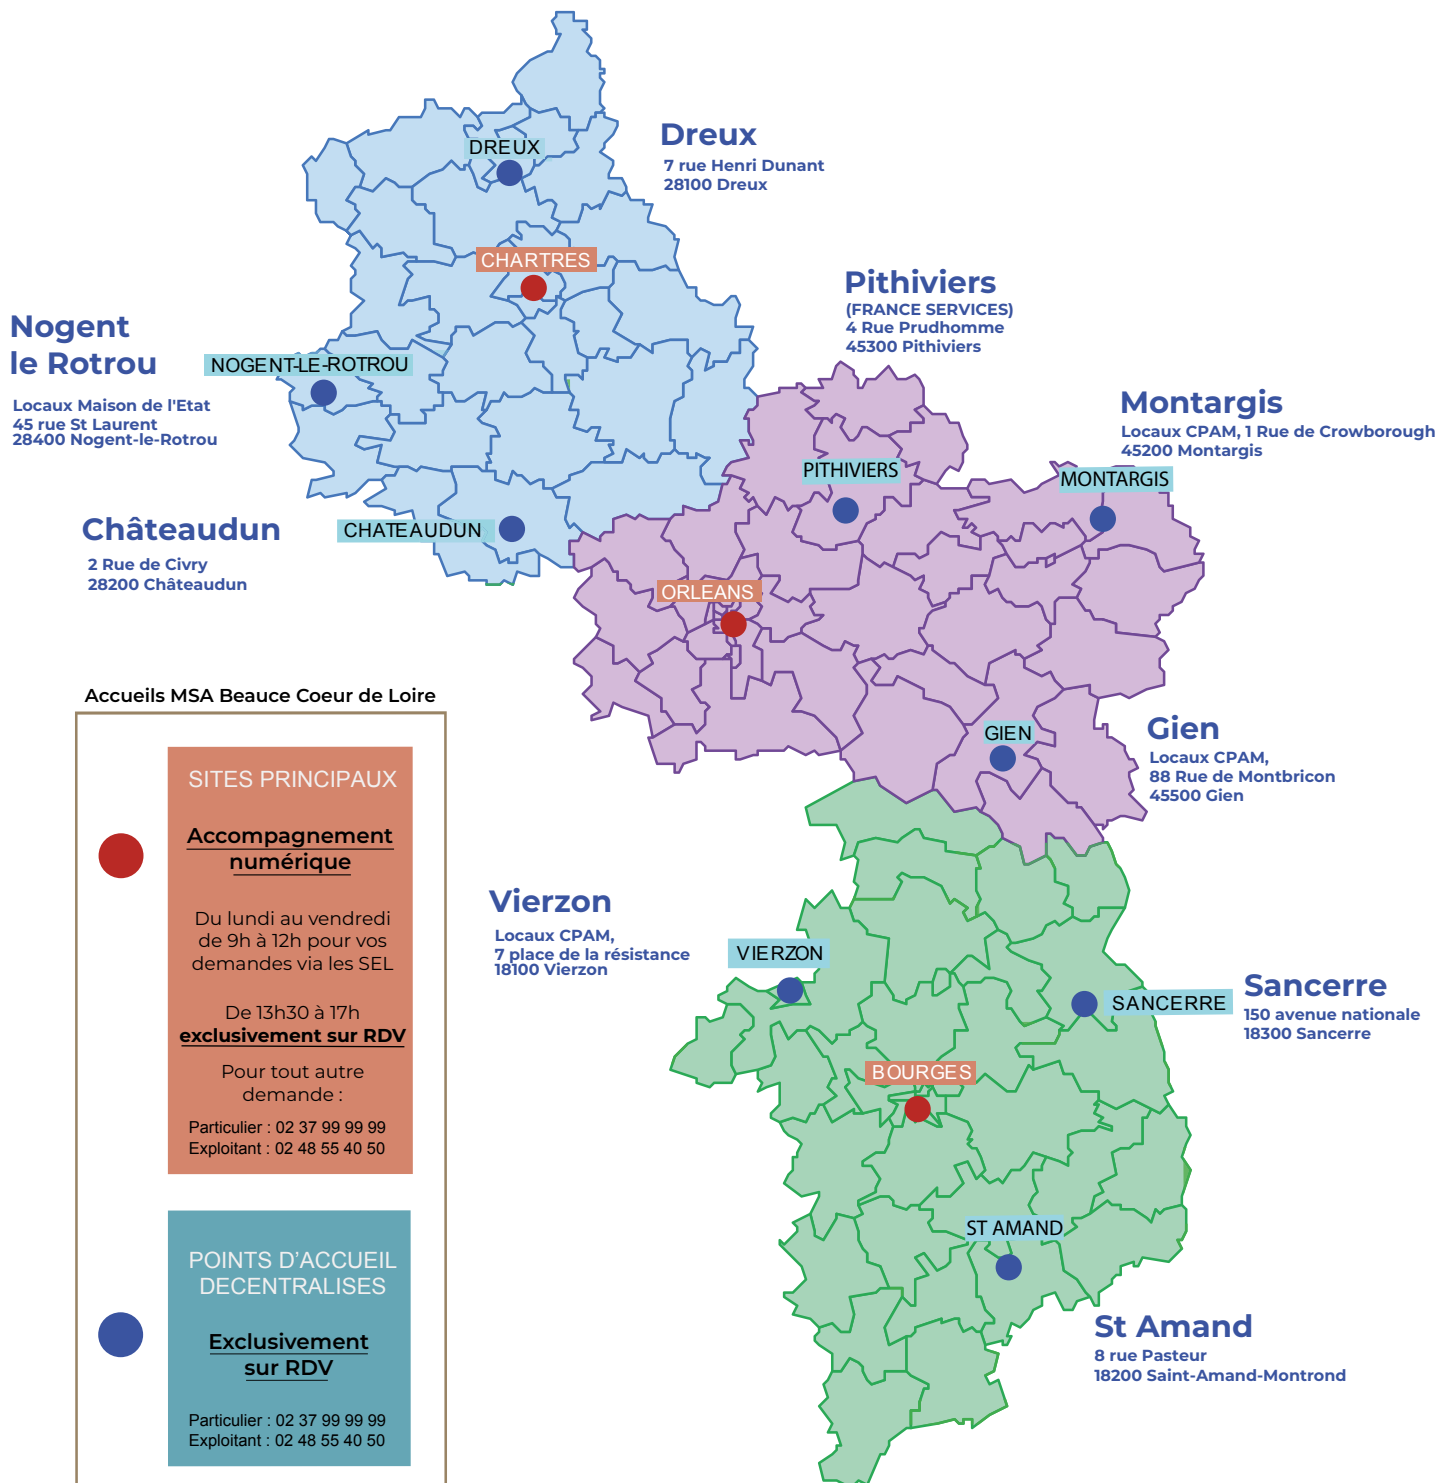 DREUX
Dreux
7 rue Henri Dunant
28100 Dreux
CHARTRES
Pithiviers
(FRANCE SERVICES)
4 Rue Prudhomme
45300 Pithiviers
Nogent
le Rotrou
Locaux Maison de l'Etat
45 rue St Laurent
28400 Nogent-le-Rotrou
NOGENT-LE-ROTROU
Montargis
Locaux CPAM, 1 Rue de Crowborough
45200 Montargis
PITHIVIERS
MONTARGIS
Châteaudun
2 Rue de Civry
28200 Châteaudun
CHATEAUDUN
ORLEANS
GIEN
Gien
Locaux CPAM,
88 Rue de Montbricon
45500 Gien
Accueils MSA Beauce Coeur de Loire
SITES PRINCIPAUX
Accompagnement
numérique
Du lundi au vendredi
de 9h à 12h pour vos
demandes via les SEL
De 13h30 à 17h
exclusivement sur RDV
Pour tout autre
demande :
Particulier : 02 37 99 99 99
Exploitant : 02 48 55 40 50
POINTS D'ACCUEIL
DECENTRALISES
Exclusivement
sur RDV
Particulier : 02 37 99 99 99
Exploitant : 02 48 55 40 50
Vierzon
Locaux CPAM,
7 place de la résistance
18100 Vierzon
VIERZON
SANCERRE
Sancerre
150 avenue nationale
18300 Sancerre
BOURGES
ST AMAND
St Amand
8 rue Pasteur
18200 Saint-Amand-Montrond